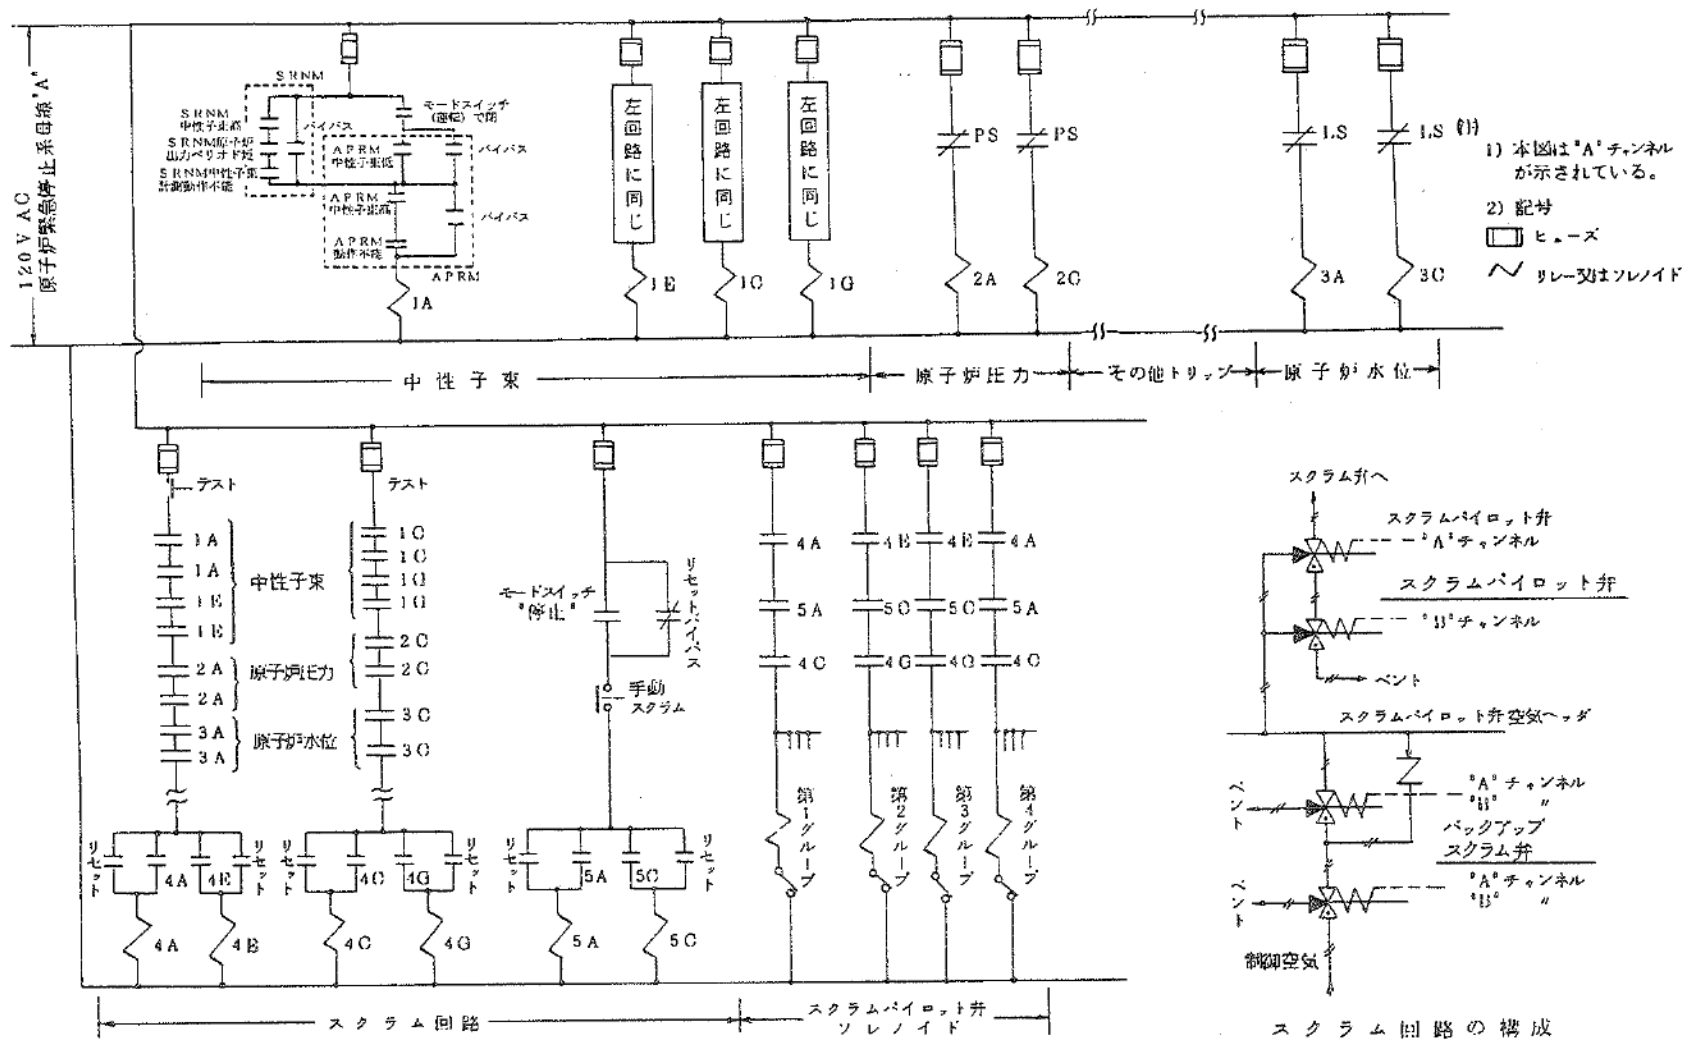 120VAC
原子炉緊急停止系母線"A"
SRNM
SRNM
中性子束高
SRNM原子炉
出力ペリオド短
SRNM中性子束
計測動作不能
バイパス
モードスイッチ
(運転)で閉
APRM
中性子束低
バイパス
APRM
中性子束高
バイパス
APRM
動作不能
APRM
1A
左回路に同じ
1E
左回路に同じ
1C
左回路に同じ
1G
PS
2A
PS
2C
LS
3A
LS
3C
(注)
1) 本図は"A"チャンネル
が示されている。
2) 記号
ヒューズ
リレー又はソレノイド
中性子束
原子炉圧力
その他トリップ
原子炉水位
テスト
1A
1A
1E
1E
中性子束
2A
2A
原子炉圧力
3A
3A
原子炉水位
テスト
1C
1C
1G
1G
2C
2C
3C
3C
リセット
4A
4E
リセット
4A
4E
リセット
4C
4G
リセット
4C
4G
モードスイッチ
"停止"
リセットバイパス
手動
スクラム
リセット
5A
5C
リセット
5A
5C
4A
5A
4C
第1グループ
4E
5C
4G
第2グループ
4E
5C
4G
第3グループ
4A
5A
4C
第4グループ
スクラム回路
スクラムパイロット弁
ソレノイド
スクラム弁へ
スクラムパイロット弁
"A"チャンネル
スクラムパイロット弁
"B"チャンネル
ベント
スクラムパイロット弁空気ヘッダ
ベント
"A"チャンネル
"B" 〃
バックアップ
スクラム弁
ベント
"A"チャンネル
"B" 〃
制御空気
スクラム回路の構成